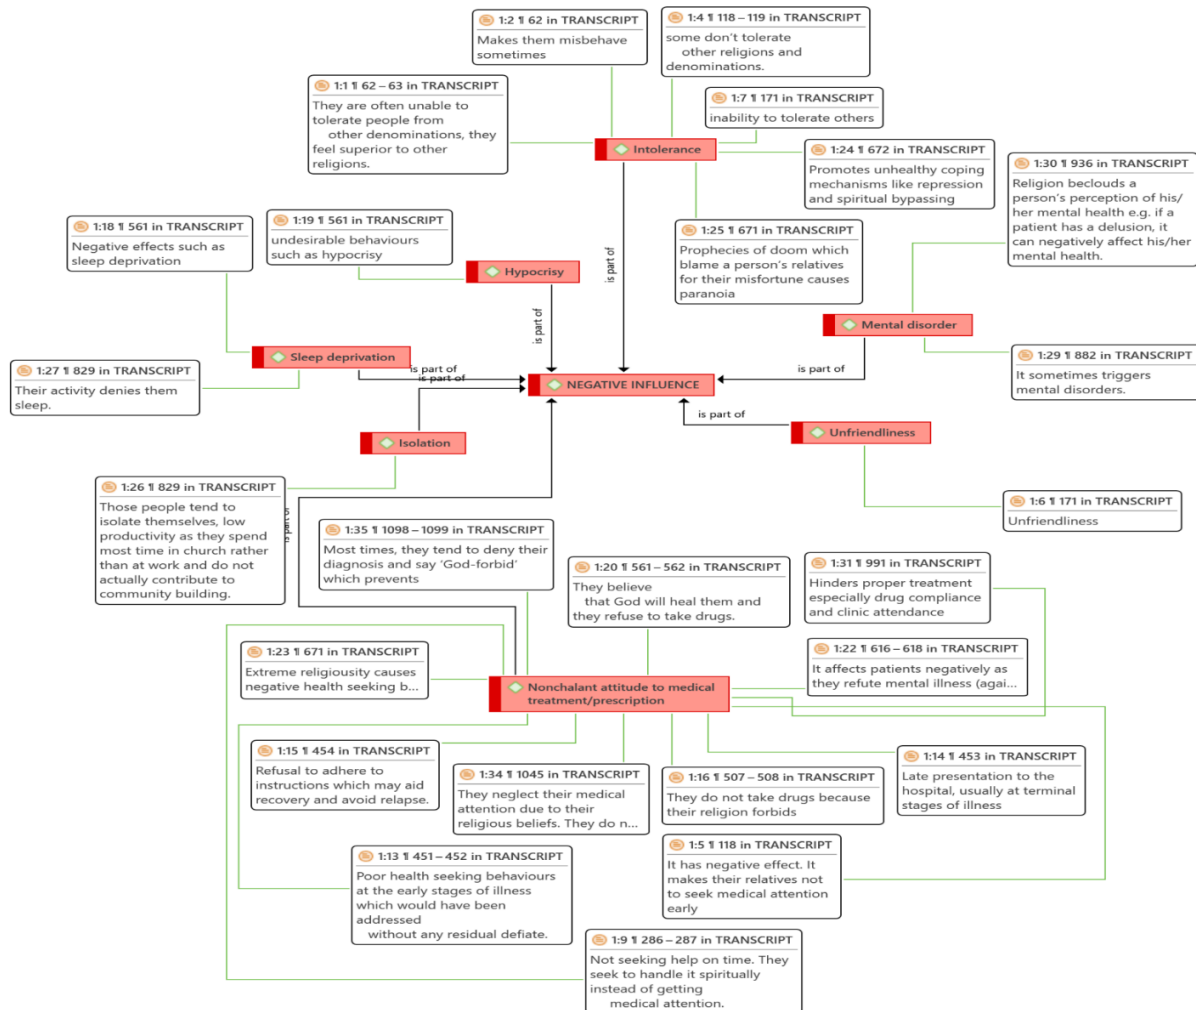 1:2 ¶ 62 in TRANSCRIPT
Makes them misbehave
sometimes
1:4 ¶ 118 – 119 in TRANSCRIPT
some don't tolerate
other religions and
denominations.
1:1 ¶ 62 – 63 in TRANSCRIPT
They are often unable to
tolerate people from
other denominations, they
feel superior to other
religions.
1:7 ¶ 171 in TRANSCRIPT
inability to tolerate others
Intolerance
1:24 ¶ 672 in TRANSCRIPT
Promotes unhealthy coping
mechanisms like repression
and spiritual bypassing
1:30 ¶ 936 in TRANSCRIPT
Religion beclouds a
person's perception of his/
her mental health e.g. if a
patient has a delusion, it
can negatively affect his/her
mental health.
1:18 ¶ 561 in TRANSCRIPT
Negative effects such as
sleep deprivation
1:19 ¶ 561 in TRANSCRIPT
undesirable behaviours
such as hypocrisy
1:25 ¶ 671 in TRANSCRIPT
Prophecies of doom which
blame a person's relatives
for their misfortune causes
paranoia
Hypocrisy
is part of
is part of
Mental disorder
Sleep deprivation
1:27 ¶ 829 in TRANSCRIPT
Their activity denies them
sleep.
is part of
is part of
NEGATIVE INFLUENCE
is part of
1:29 ¶ 882 in TRANSCRIPT
It sometimes triggers
mental disorders.
is part of
Isolation
Unfriendliness
1:26 ¶ 829 in TRANSCRIPT
Those people tend to
isolate themselves, low
productivity as they spend
most time in church rather
than at work and do not
actually contribute to
community building.
is part of
1:6 ¶ 171 in TRANSCRIPT
Unfriendliness
1:35 ¶ 1098 – 1099 in TRANSCRIPT
Most times, they tend to deny their
diagnosis and say 'God-forbid'
which prevents
1:20 ¶ 561 – 562 in TRANSCRIPT
They believe
that God will heal them and
they refuse to take drugs.
1:31 ¶ 991 in TRANSCRIPT
Hinders proper treatment
especially drug compliance
and clinic attendance
1:23 ¶ 671 in TRANSCRIPT
Extreme religiousity causes
negative health seeking b...
1:22 ¶ 616 – 618 in TRANSCRIPT
It affects patients negatively as
they refute mental illness (agai...
Nonchalant attitude to medical
treatment/prescription
1:15 ¶ 454 in TRANSCRIPT
Refusal to adhere to
instructions which may aid
recovery and avoid relapse.
1:34 ¶ 1045 in TRANSCRIPT
They neglect their medical
attention due to their
religious beliefs. They do n...
1:16 ¶ 507 – 508 in TRANSCRIPT
They do not take drugs because
their religion forbids
1:14 ¶ 453 in TRANSCRIPT
Late presentation to the
hospital, usually at terminal
stages of illness
1:13 ¶ 451 – 452 in TRANSCRIPT
Poor health seeking behaviours
at the early stages of illness
which would have been
addressed
without any residual defiate.
1:5 ¶ 118 in TRANSCRIPT
It has negative effect. It
makes their relatives not
to seek medical attention
early
1:9 ¶ 286 – 287 in TRANSCRIPT
Not seeking help on time. They
seek to handle it spiritually
instead of getting
medical attention.